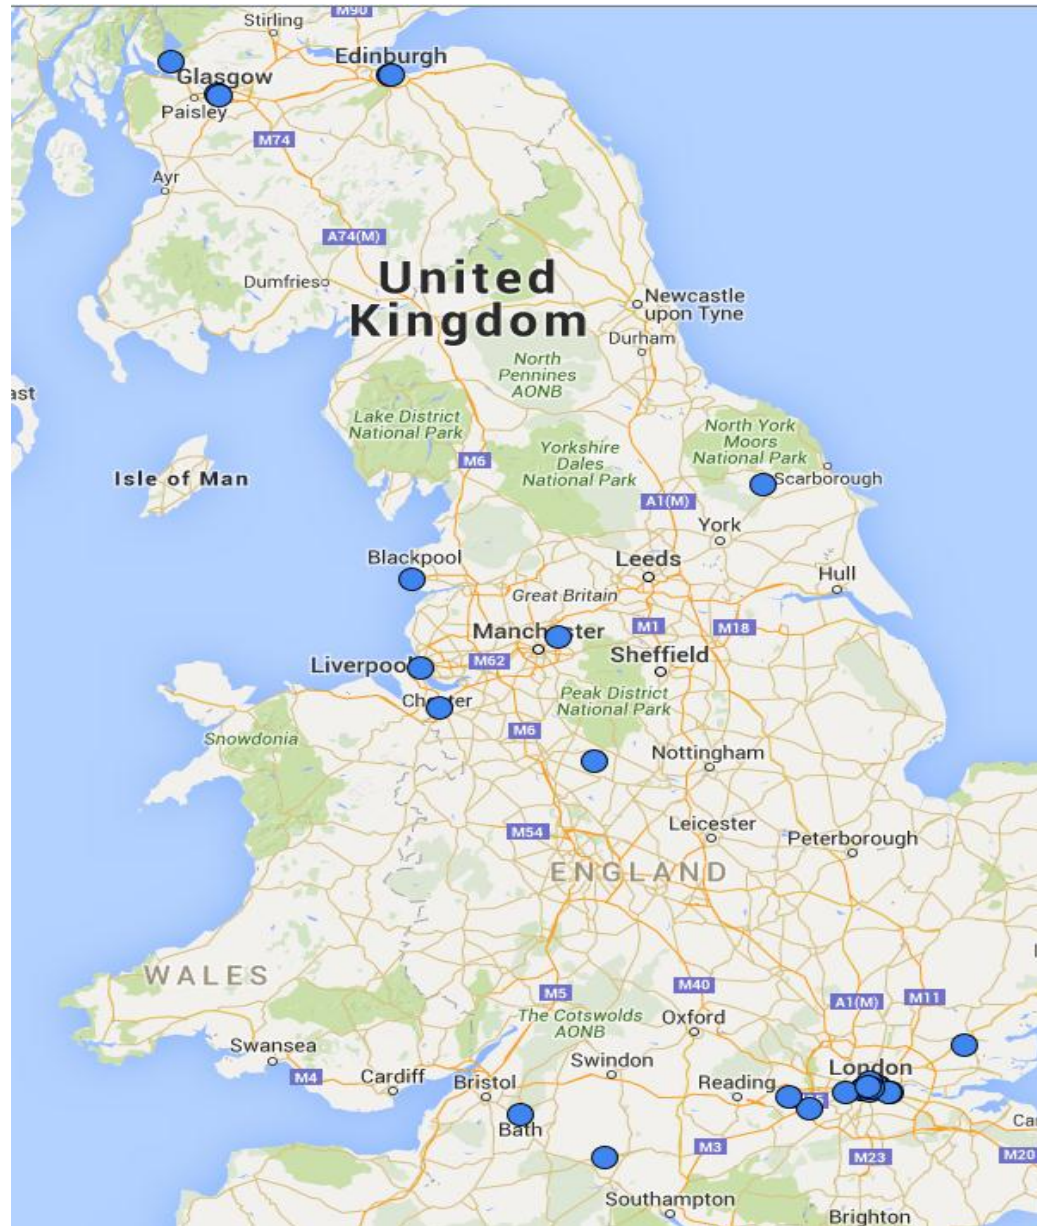 M90
Stirling
Edinburgh
Glasgow
Paisley
M74
Ayr
A74(M)
United
Kingdom
Dumfries
Newcastle
upon Tyne
Durham
North
Pennines
AONB
ast
Lake District
National Park
North York
Moors
National Park
Yorkshire
Dales
National Park
M6
Isle of Man
Scarborough
A1(M)
York
Blackpool
Leeds
Hull
Great Britain
M1
M18
Manchester
Liverpool
M62
Sheffield
Peak District
National Park
Chester
M6
Snowdonia
Nottingham
M54
Leicester
Peterborough
ENGLAND
WALES
M40
M5
A1(M)
M11
The Cotswolds
AONB
Oxford
Swansea
Swindon
London
M4
Cardiff
Bristol
Reading
Bath
Ca
M3
M23
M20
Southampton
Brighton